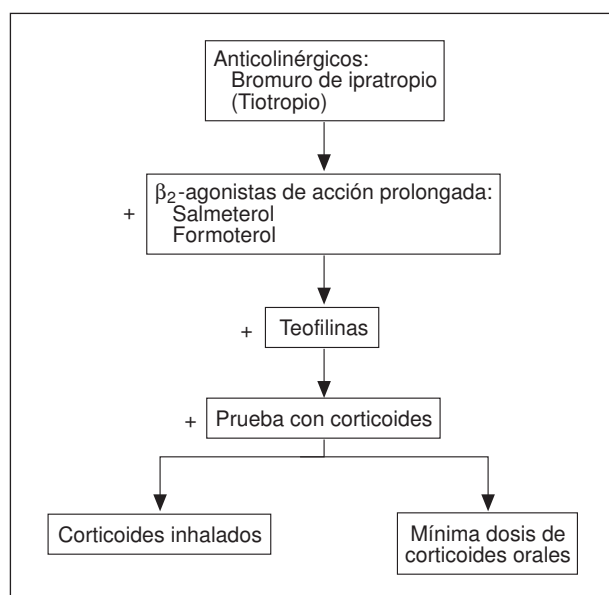 Anticolinérgicos:
Bromuro de ipratropio
(Tiotropio)
β₂-agonistas de acción prolongada:
+ Salmeterol
Formoterol
+ Teofilinas
+ Prueba con corticoides
Corticoides inhalados
Mínima dosis de
corticoides orales